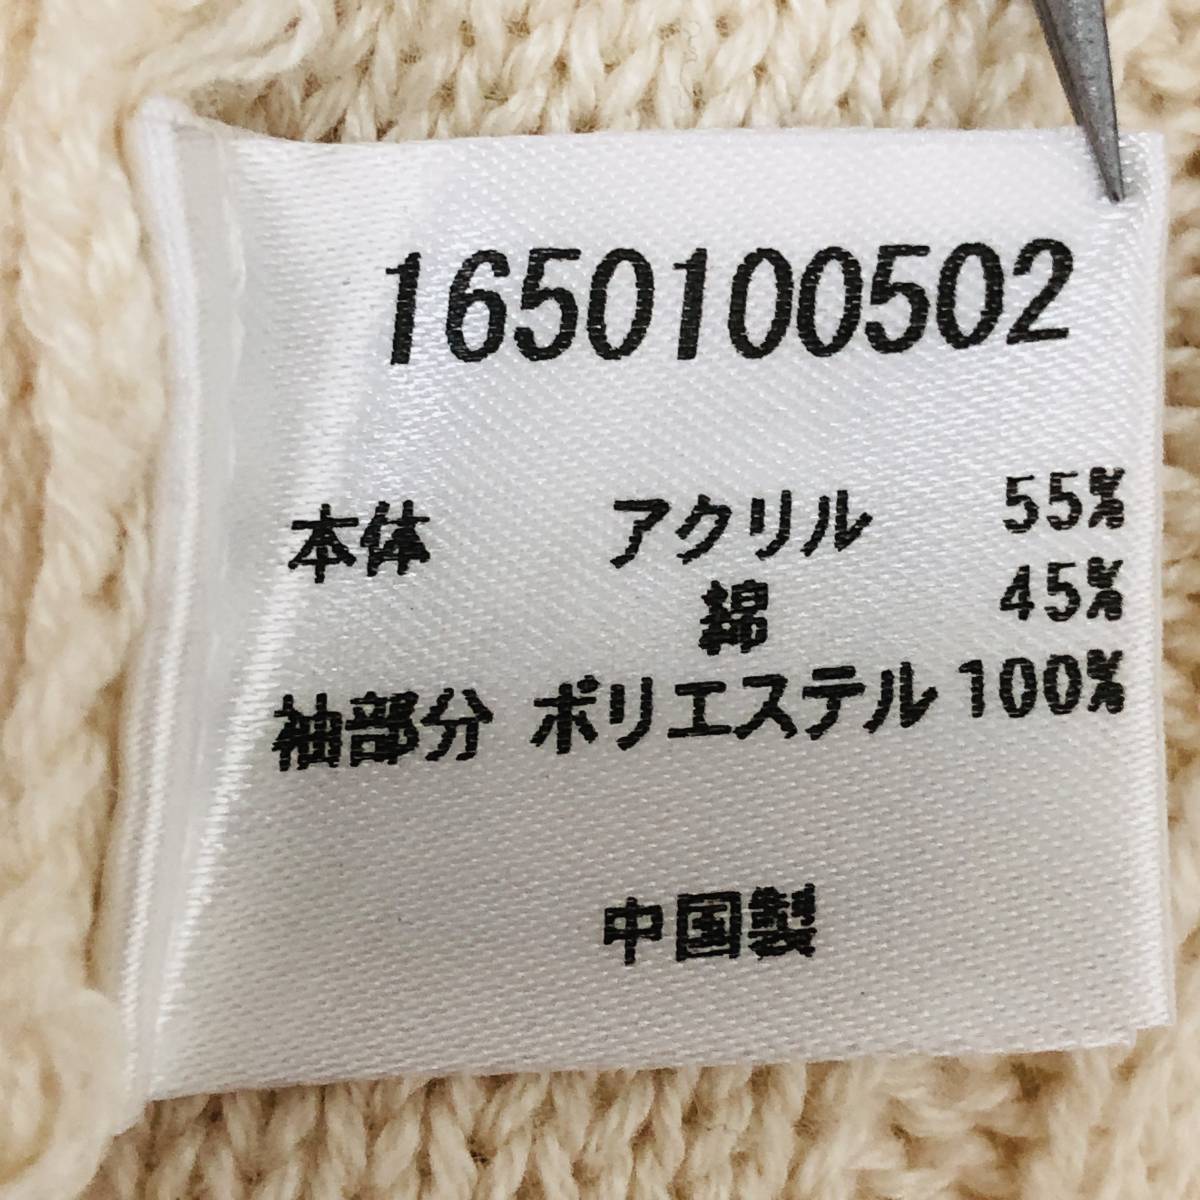 1650100502
本体 アクリル 55%
綿 45%
袖部分 ポリエステル 100%
中国製